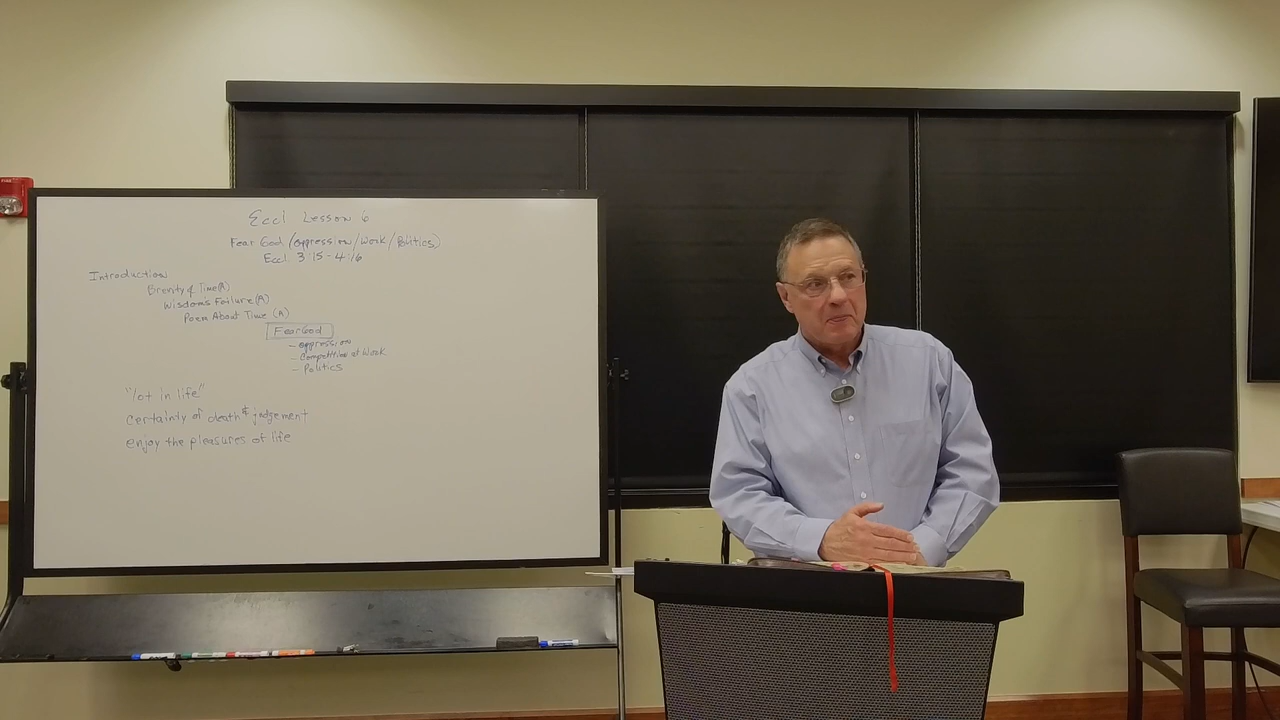 Eccl Lesson 6
Fear God (oppression/Work/Politics)
Eccl. 3:15-4:16
Introduction
Brevity of Time (A)
Wisdoms Failure (A)
Poem About Time (A)
Fear God
- oppression
- Competition at Work
- Politics
"lot in life"
Certainty of death & judgement
enjoy the pleasures of life
FIRE